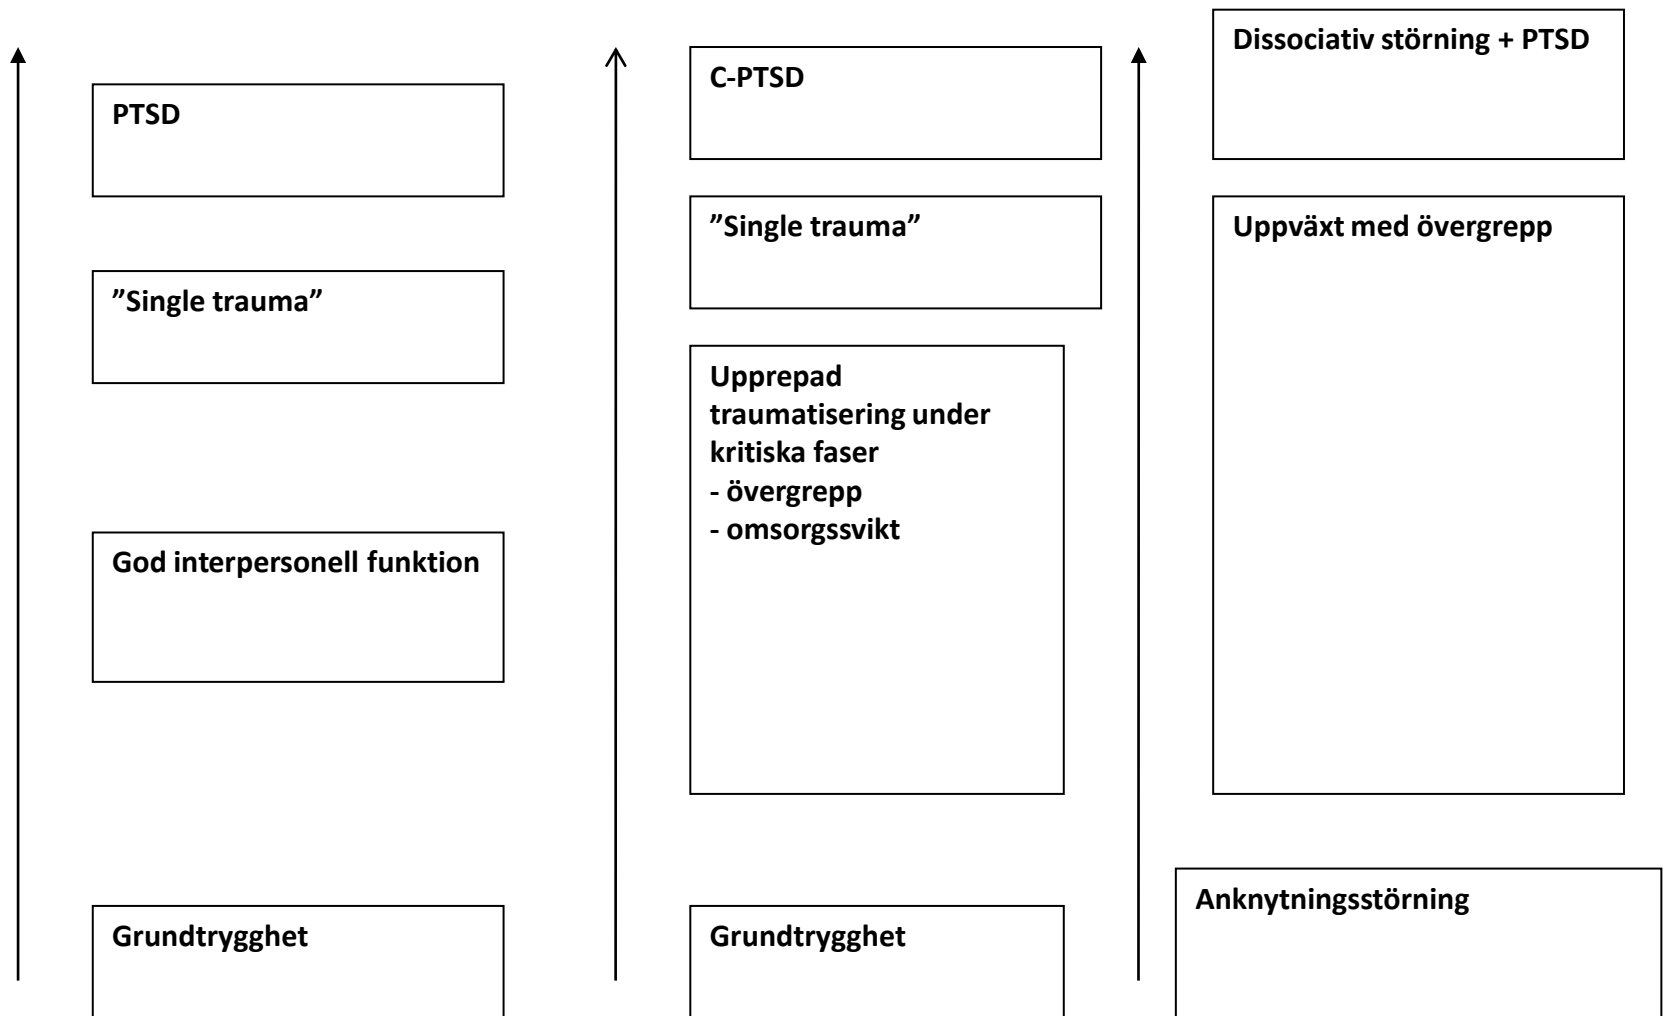 PTSD
”Single trauma”
God interpersonell funktion
Grundtrygghet
C-PTSD
”Single trauma”
Upprepad
traumatisering under
kritiska faser
- övergrepp
- omsorgssvikt
Grundtrygghet
Dissociativ störning + PTSD
Uppväxt med övergrepp
Anknytningsstörning